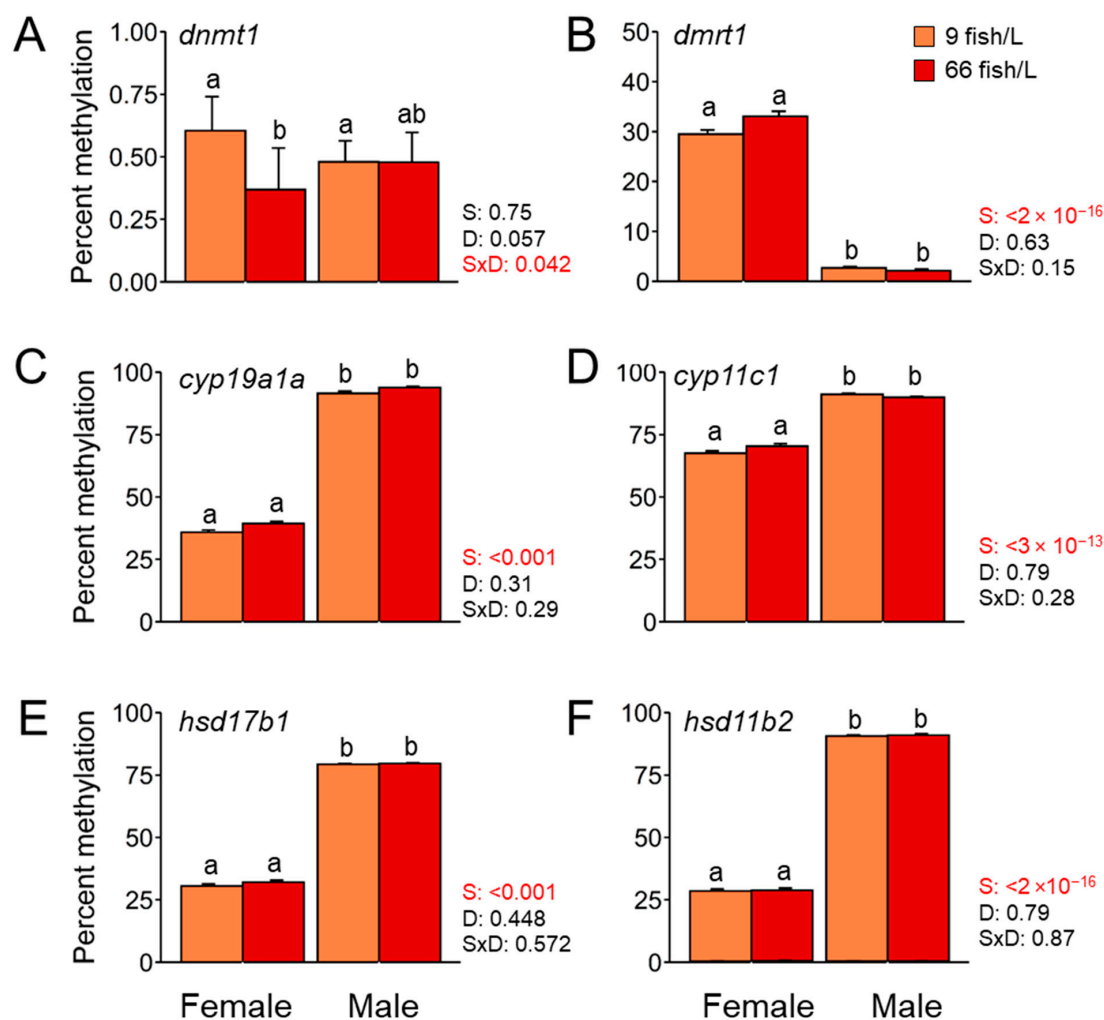 A
dnmt1
Percent methylation
1.00
0.75
0.50
0.25
0.00
a
b
a
ab
S: 0.75
D: 0.057
SxD: 0.042
B
dmrt1
50
40
30
20
10
0
a
a
b
b
9 fish/L
66 fish/L
S: <2 × 10⁻¹⁶
D: 0.63
SxD: 0.15
C
cyp19a1a
Percent methylation
100
75
50
25
0
a
a
b
b
S: <0.001
D: 0.31
SxD: 0.29
D
cyp11c1
100
75
50
25
0
a
a
b
b
S: <3 × 10⁻¹³
D: 0.79
SxD: 0.28
E
hsd17b1
Percent methylation
100
75
50
25
0
a
a
b
b
S: <0.001
D: 0.448
SxD: 0.572
Female
Male
F
hsd11b2
100
75
50
25
0
a
a
b
b
S: <2 ×10⁻¹⁶
D: 0.79
SxD: 0.87
Female
Male